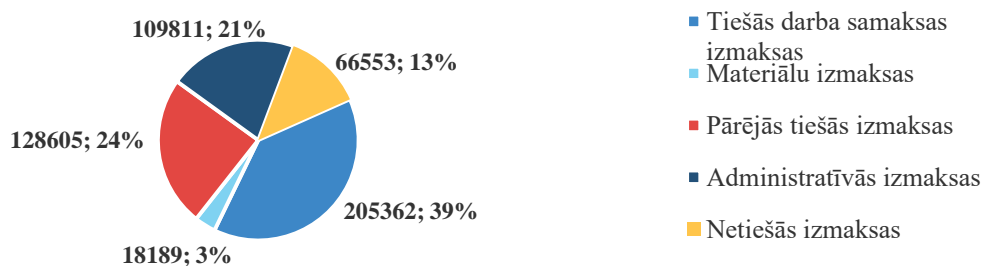 109811; 21%
66553; 13%
128605; 24%
205362; 39%
18189; 3%
Tiešās darba samaksas
izmaksas
Materiālu izmaksas
Pārējās tiešās izmaksas
Administratīvās izmaksas
Netiešās izmaksas